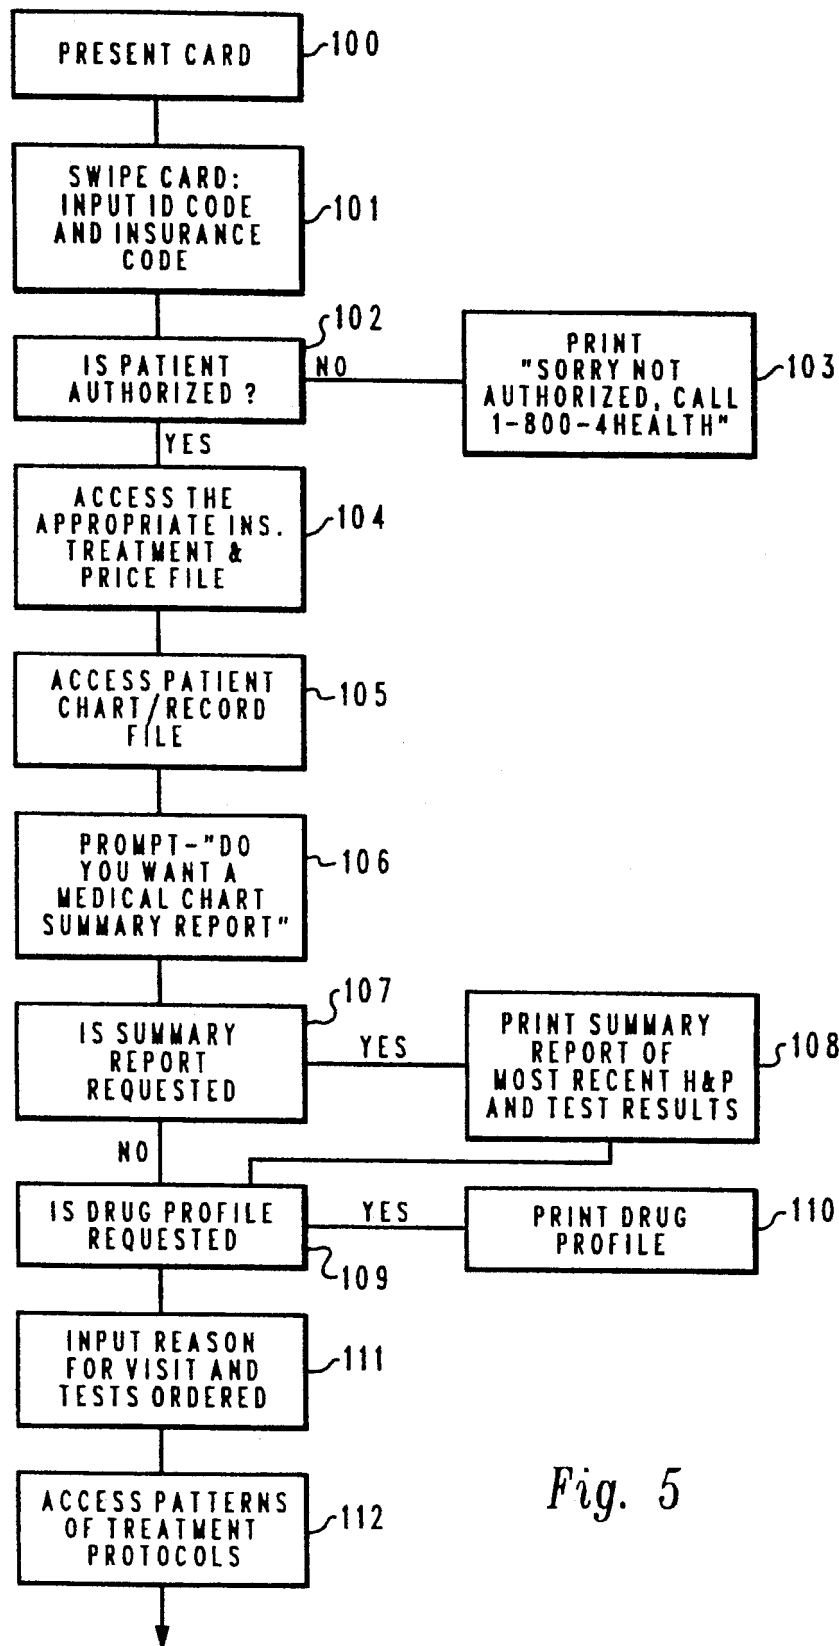 PRESENT CARD
100
SWIPE CARD:
INPUT ID CODE
AND INSURANCE
CODE
101
102
IS PATIENT
AUTHORIZED ?
NO
PRINT
"SORRY NOT
AUTHORIZED, CALL
1-800-4HEALTH"
103
YES
ACCESS THE
APPROPRIATE INS.
TREATMENT &
PRICE FILE
104
ACCESS PATIENT
CHART/RECORD
FILE
105
PROMPT-"DO
YOU WANT A
MEDICAL CHART
SUMMARY REPORT"
106
107
IS SUMMARY
REPORT
REQUESTED
YES
PRINT SUMMARY
REPORT OF
MOST RECENT H&P
AND TEST RESULTS
108
NO
IS DRUG PROFILE
REQUESTED
YES
109
PRINT DRUG
PROFILE
110
INPUT REASON
FOR VISIT AND
TESTS ORDERED
111
ACCESS PATTERNS
OF TREATMENT
PROTOCOLS
112
Fig. 5